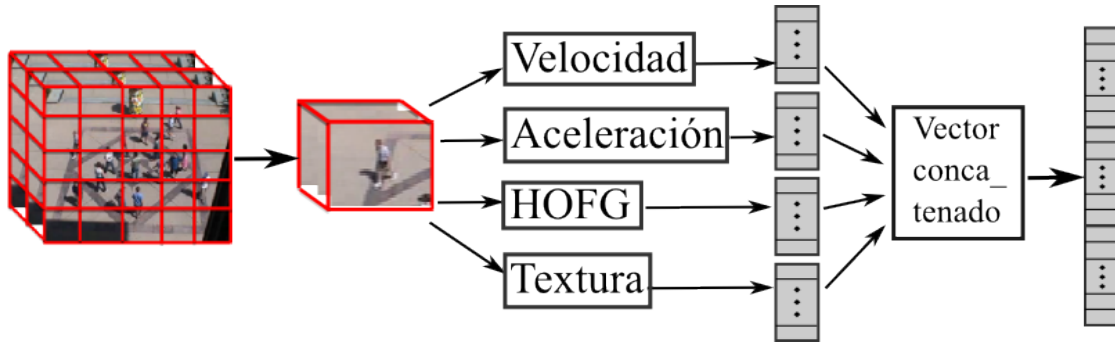 Velocidad
Aceleración
HOFG
Textura
Vector
conca_
tenado